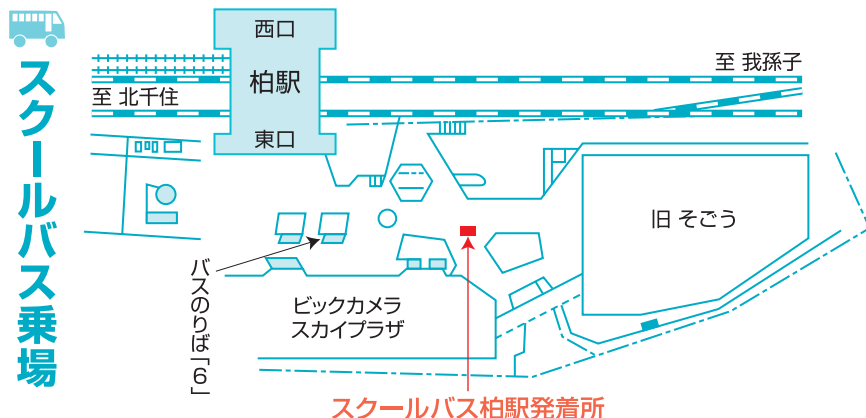 スクールバス乗場
西口
柏駅
東口
至 北千住
至 我孫子
旧 そごう
バスのりば「6」
ビックカメラ
スカイプラザ
スクールバス柏駅発着所